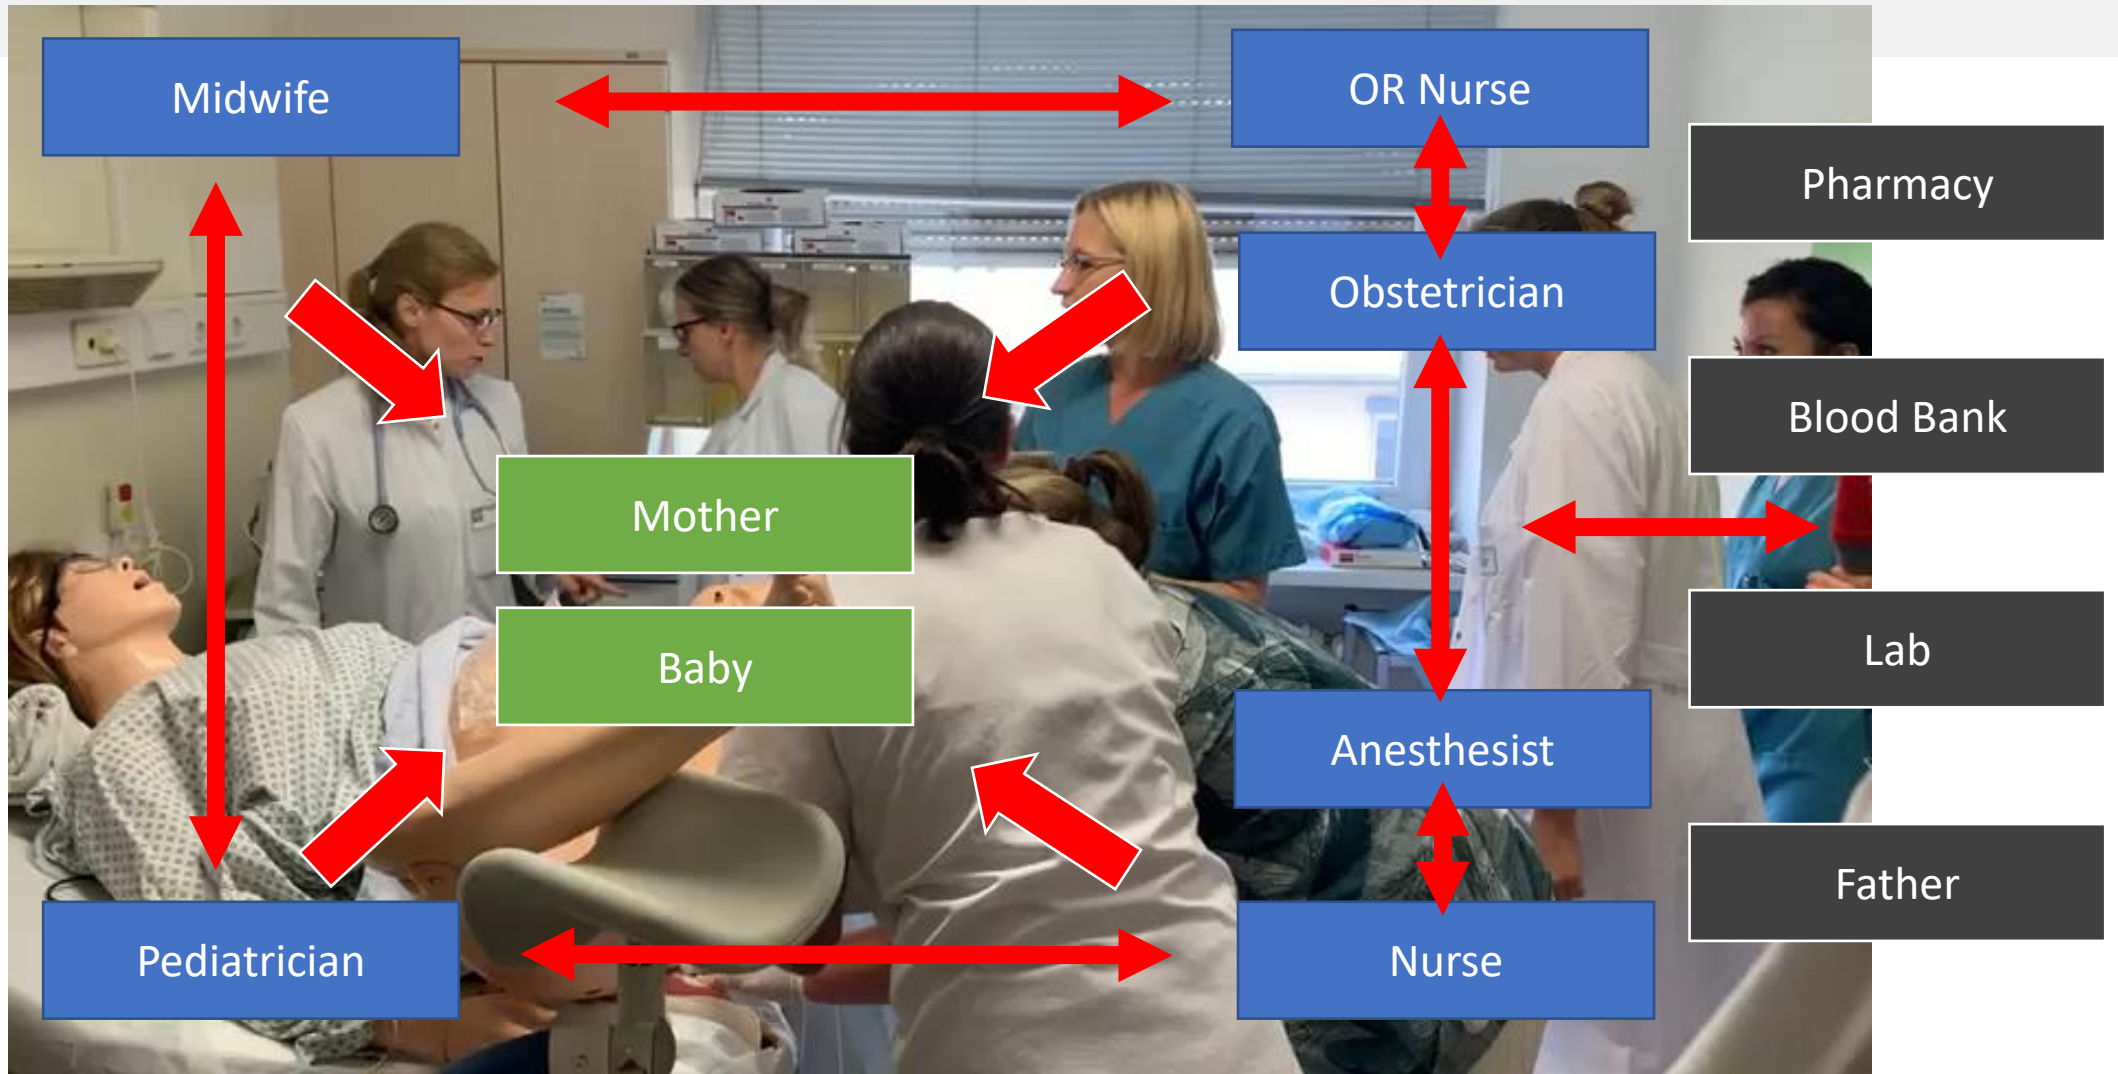 Midwife
OR Nurse
Pharmacy
Obstetrician
Blood Bank
Mother
Baby
Lab
Anesthesist
Father
Pediatrician
Nurse